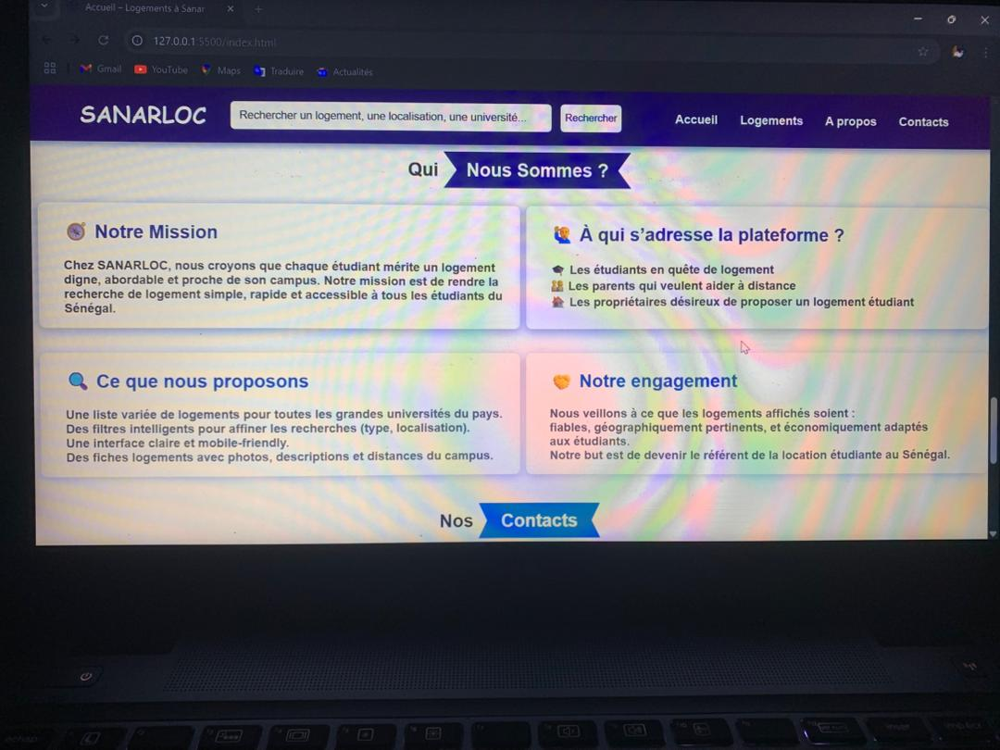 Accueil – Logements à Sanar
127.0.0.1:5500/index.html
Gmail YouTube Maps Traduire Actualités
SANARLOC Rechercher un logement, une localisation, une université... Rechercher Accueil Logements A propos Contacts
Qui Nous Sommes ?
Notre Mission
Chez SANARLOC, nous croyons que chaque étudiant mérite un logement
digne, abordable et proche de son campus. Notre mission est de rendre la
recherche de logement simple, rapide et accessible à tous les étudiants du
Sénégal.
À qui s’adresse la plateforme ?
Les étudiants en quête de logement
Les parents qui veulent aider à distance
Les propriétaires désireux de proposer un logement étudiant
Ce que nous proposons
Une liste variée de logements pour toutes les grandes universités du pays.
Des filtres intelligents pour affiner les recherches (type, localisation).
Une interface claire et mobile-friendly.
Des fiches logements avec photos, descriptions et distances du campus.
Notre engagement
Nous veillons à ce que les logements affichés soient :
fiables, géographiquement pertinents, et économiquement adaptés
aux étudiants.
Notre but est de devenir le référent de la location étudiante au Sénégal.
Nos Contacts